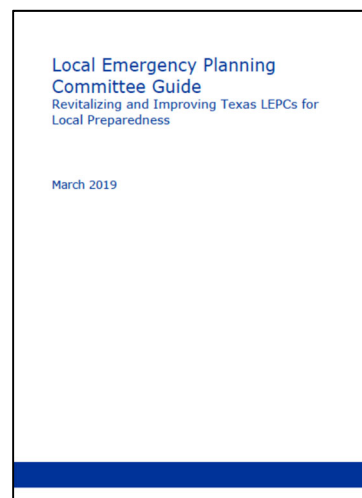 Local Emergency Planning
Committee Guide
Revitalizing and Improving Texas LEPCs for
Local Preparedness
March 2019